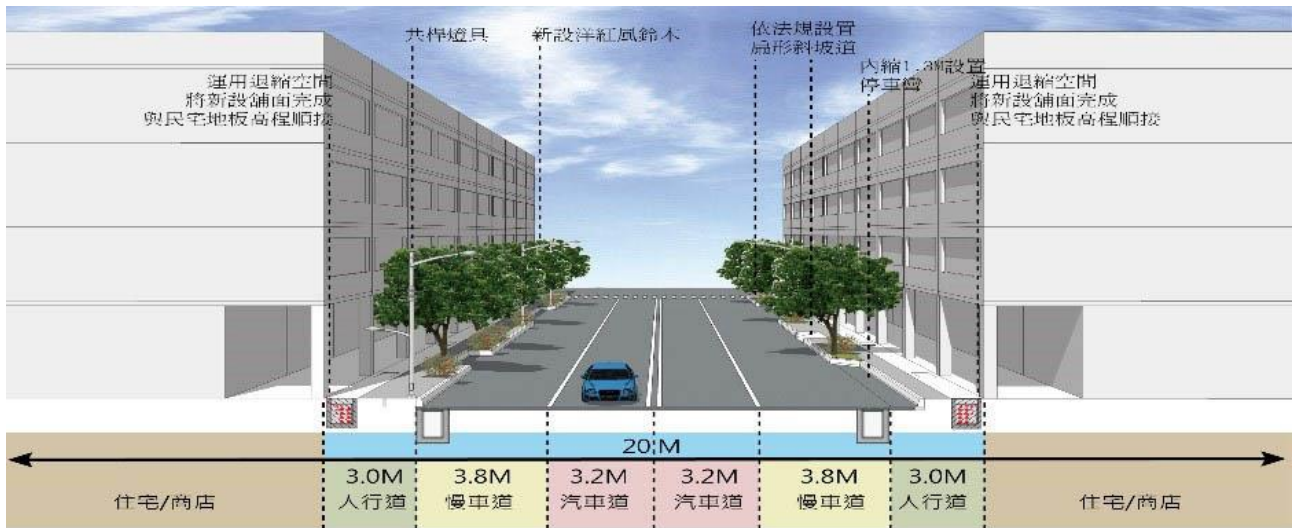 共桿燈具
新設洋紅風鈴木
依法規設置
扇形斜坡道
內縮1.3M設置
停車彎
運用退縮空間
將新設舖面完成
與民宅地板高程順接
運用退縮空間
將新設舖面完成
與民宅地板高程順接
20 M
3.0M
人行道
3.8M
慢車道
3.2M
汽車道
3.2M
汽車道
3.8M
慢車道
3.0M
人行道
住宅/商店
住宅/商店